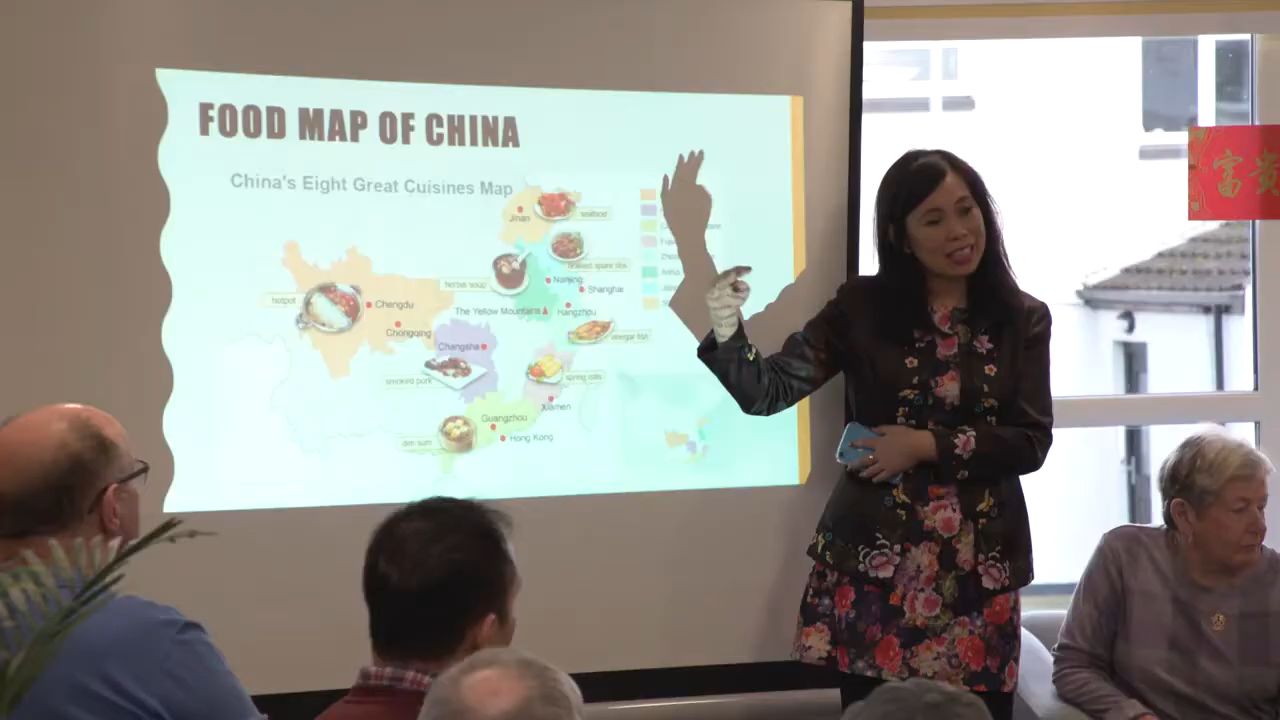 FOOD MAP OF CHINA
China's Eight Great Cuisines Map
Jinan
seafood
braised spare ribs
herbal soup
Nanjing
Shanghai
hotpot
Chengdu
The Yellow Mountains
Hangzhou
Chongqing
vinegar fish
Changsha
smoked pork
spring rolls
Xiamen
Guangzhou
dim sum
Hong Kong
富貴